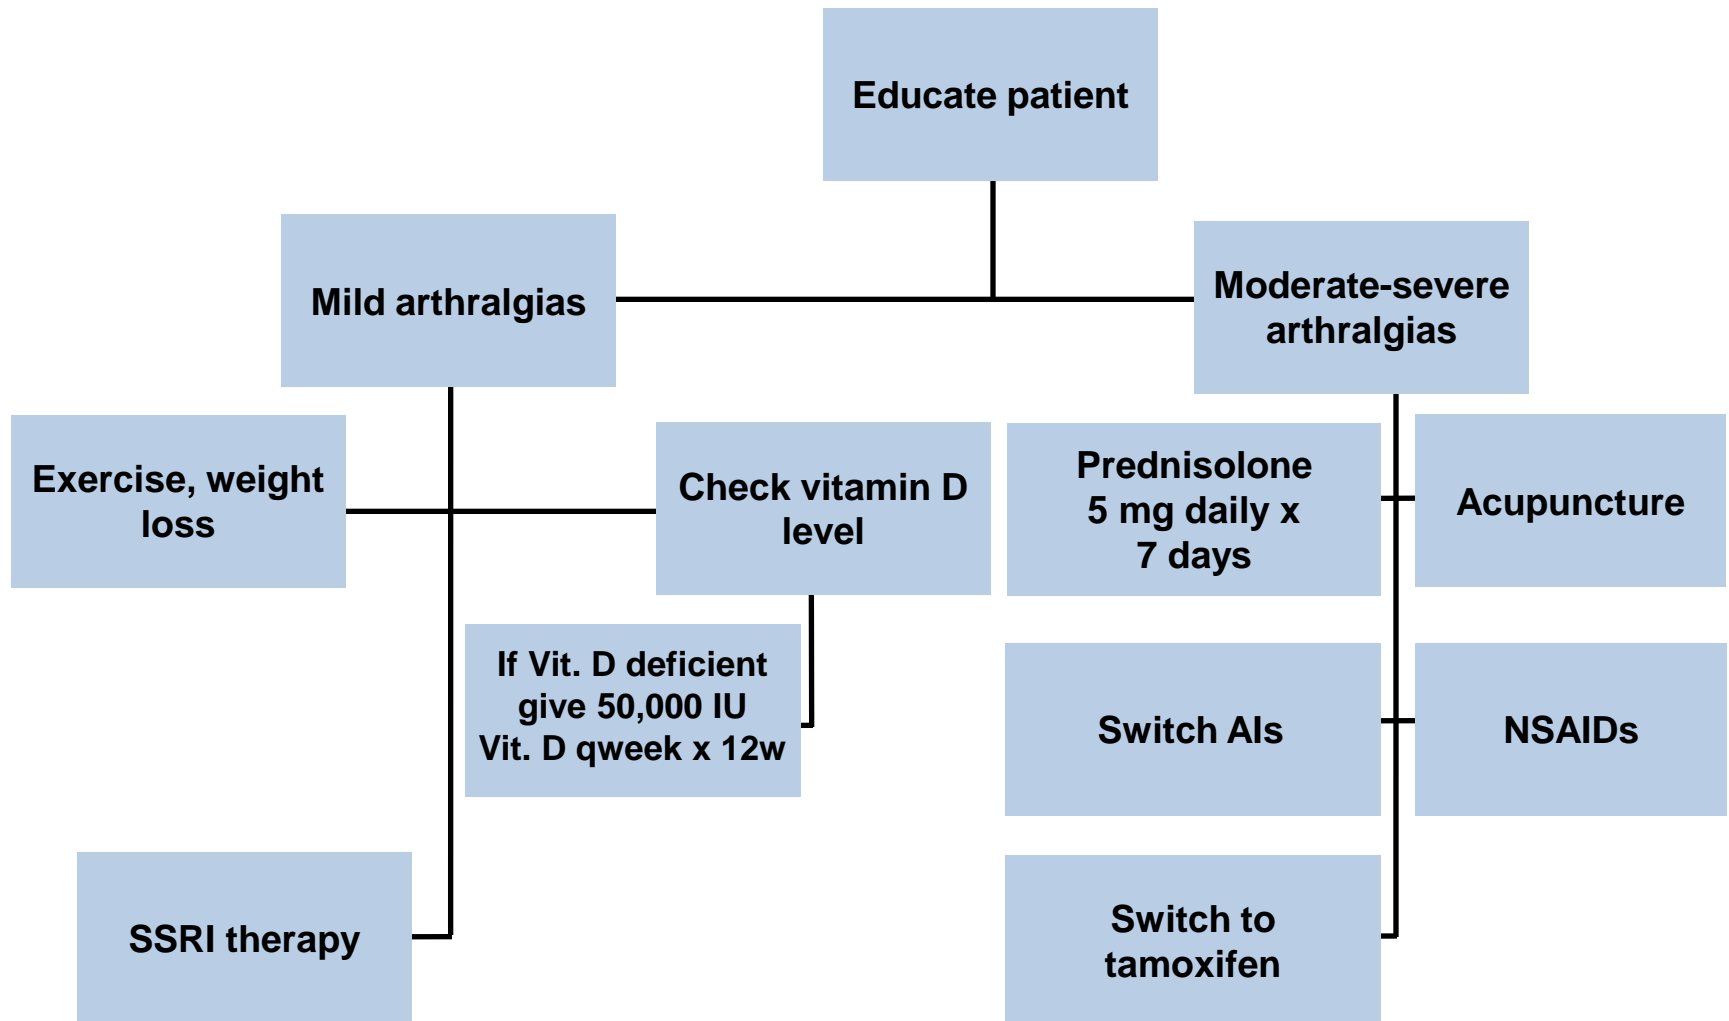 Educate patient
Mild arthralgias
Moderate-severe
arthralgias
Exercise, weight
loss
Check vitamin D
level
If Vit. D deficient
give 50,000 IU
Vit. D qweek x 12w
SSRI therapy
Prednisolone
5 mg daily x
7 days
Acupuncture
Switch AIs
NSAIDs
Switch to
tamoxifen